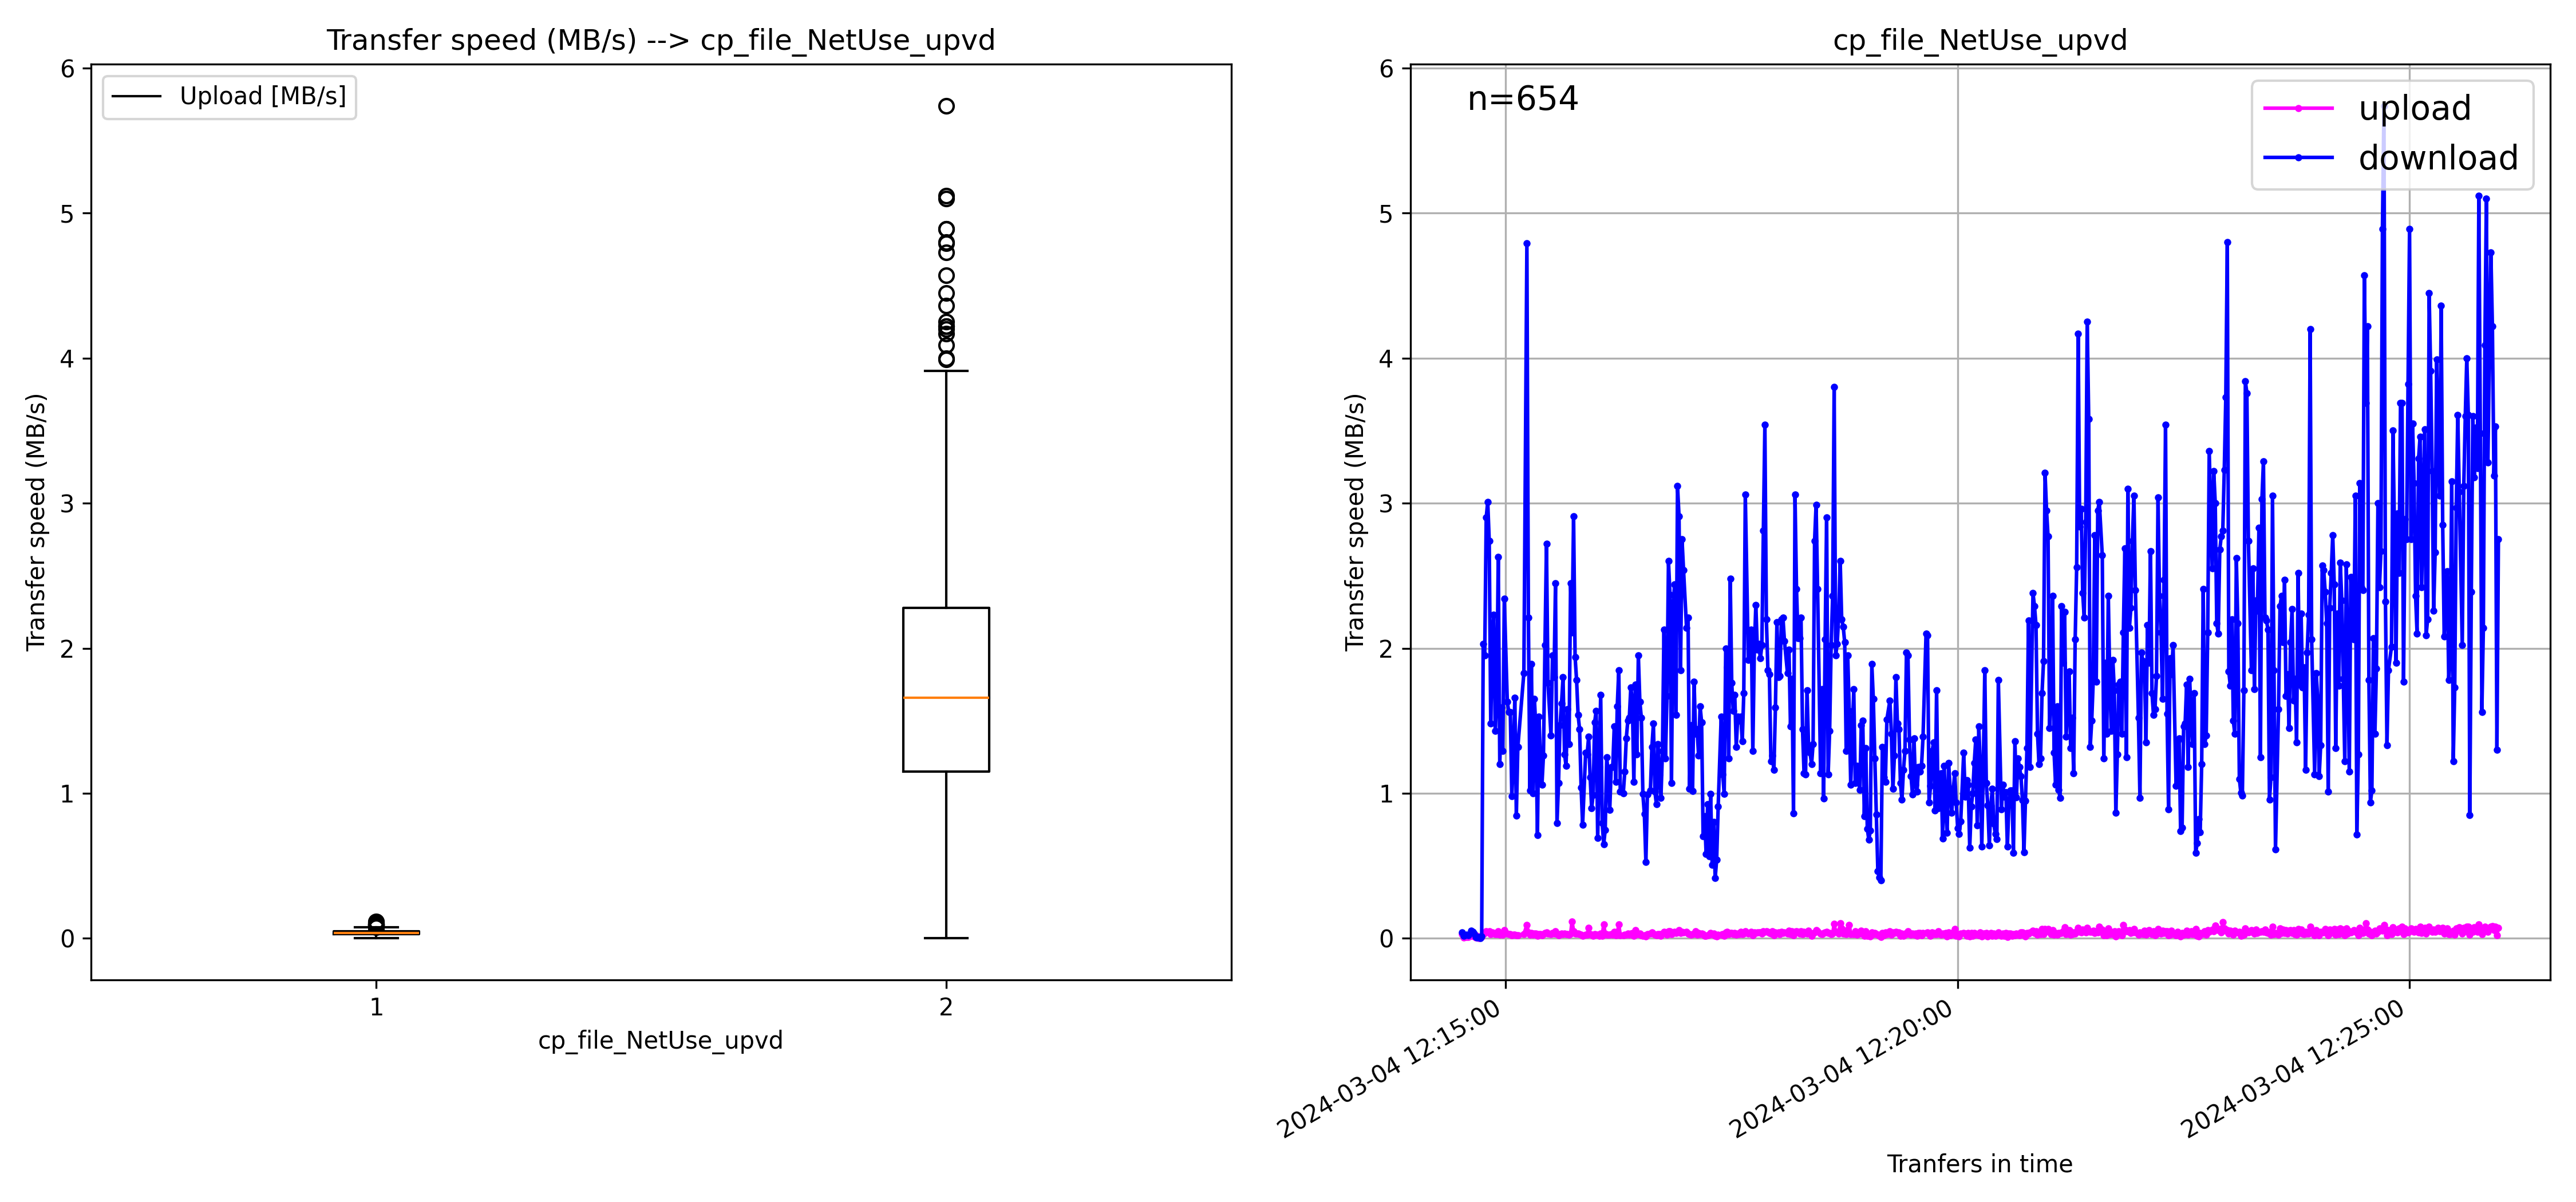 Transfer speed (MB/s) --> cp_file_NetUse_upvd
Upload [MB/s]
6
5
4
3
2
1
0
Transfer speed (MB/s)
1
2
cp_file_NetUse_upvd
cp_file_NetUse_upvd
n=654
upload
download
6
5
4
3
2
1
0
Transfer speed (MB/s)
2024-03-04 12:15:00
2024-03-04 12:20:00
2024-03-04 12:25:00
Tranfers in time